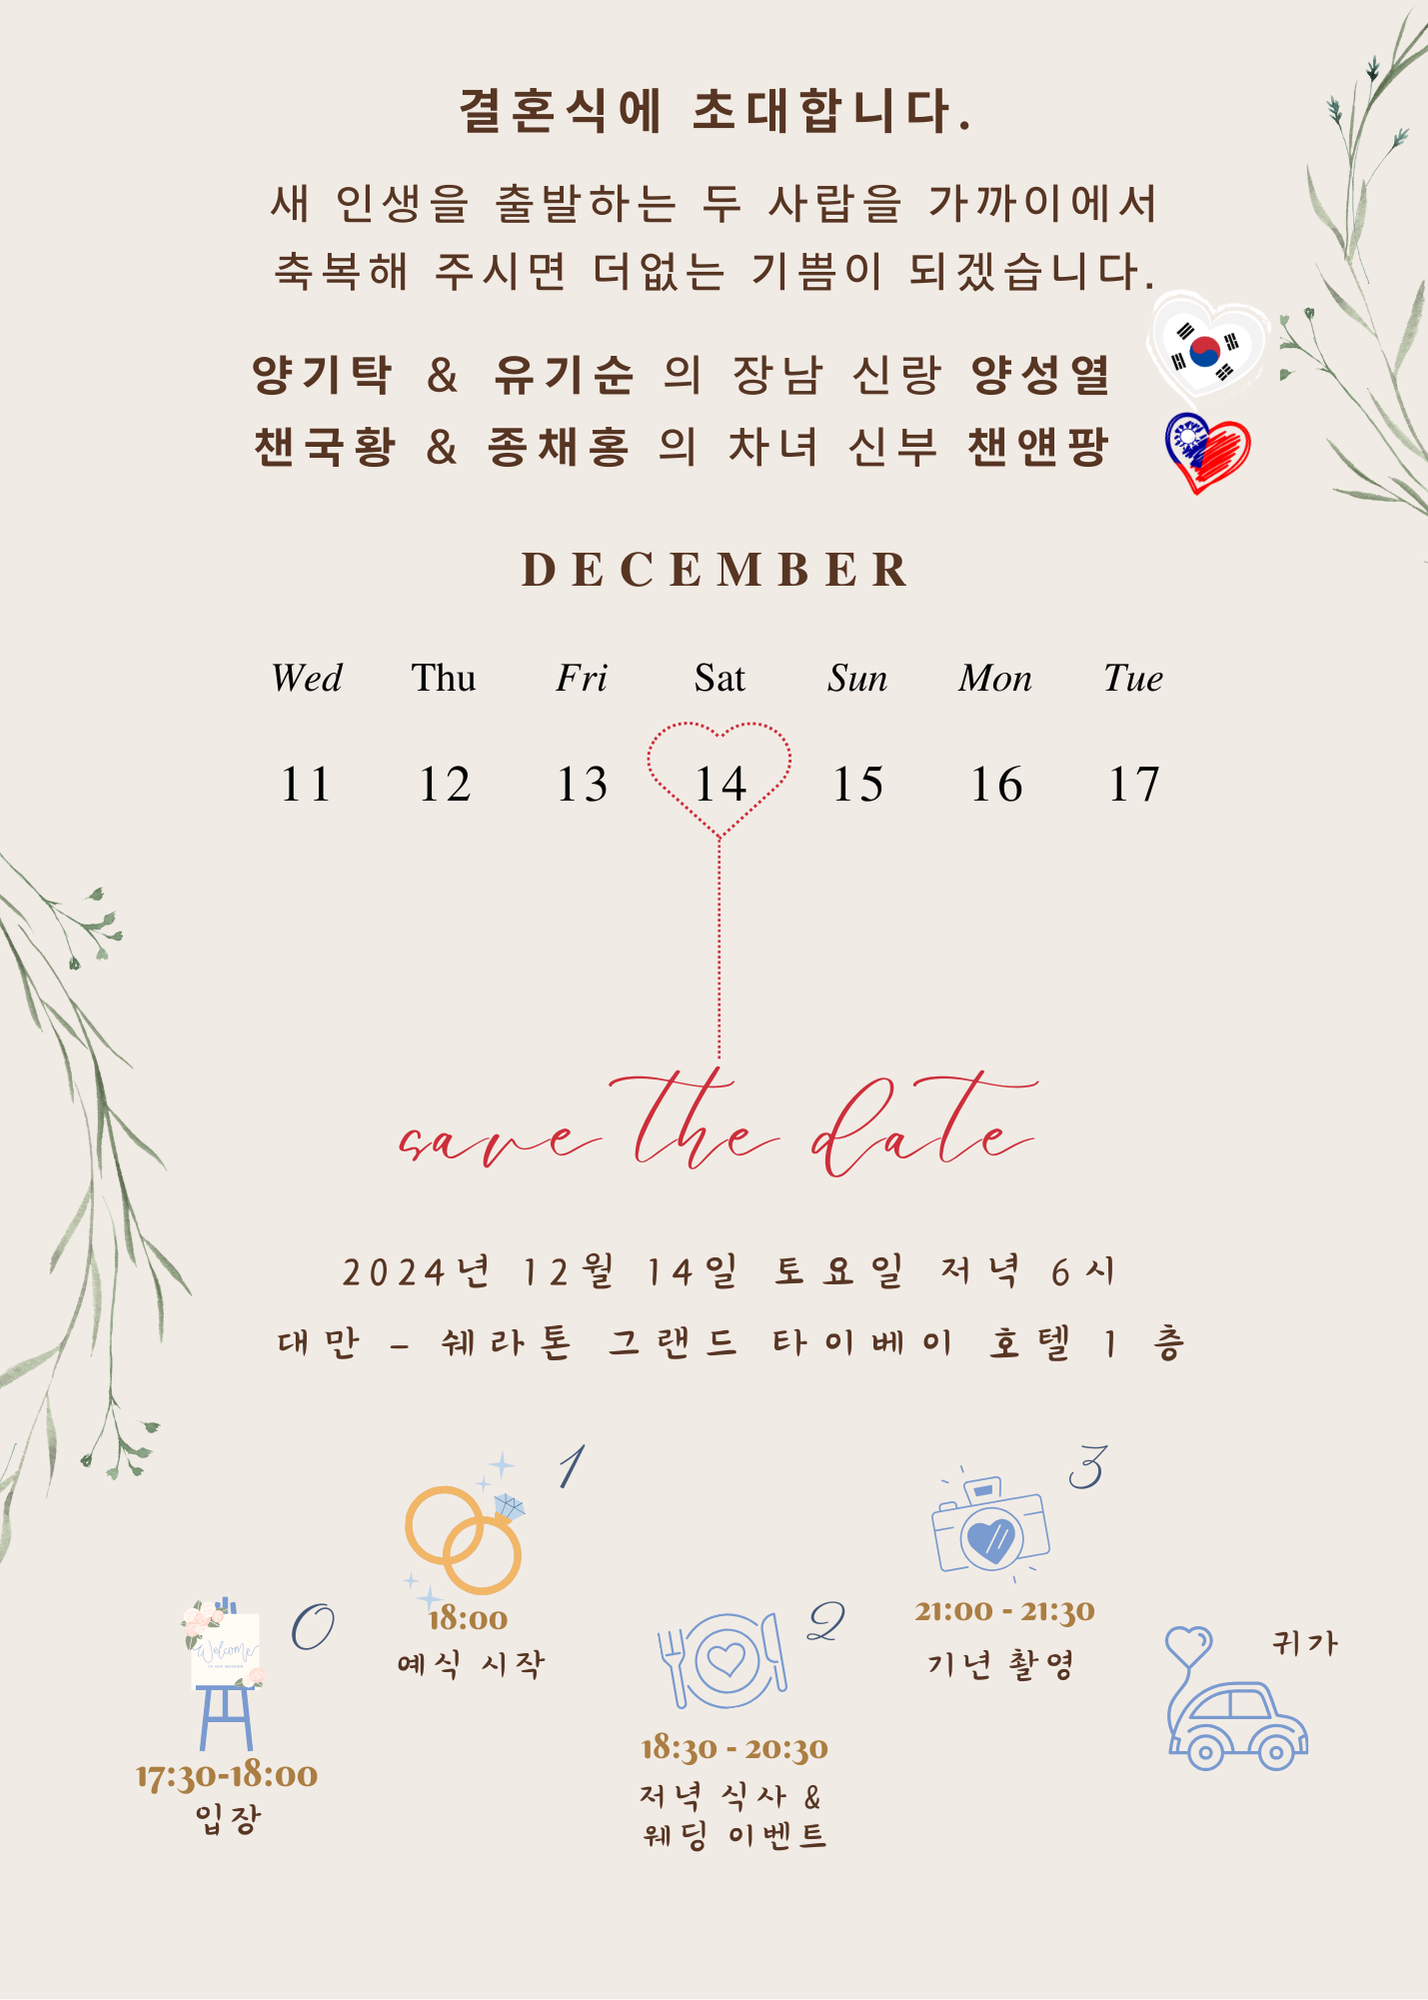 결혼식에 초대합니다.
새 인생을 출발하는 두 사랍을 가까이에서
축복해 주시면 더없는 기쁨이 되겠습니다.
양기탁 & 유기순 의 장남 신랑 양성열
챈국황 & 종채홍 의 차녀 신부 챈얜팡
DECEMBER
Wed Thu Fri Sat Sun Mon Tue
11 12 13 14 15 16 17
save the date
2024년 12월 14일 토요일 저녁 6시
대만 – 쉐라톤 그랜드 타이베이 호텔 1 층
0
Welcome
17:30-18:00
입장
1
18:00
예식 시작
2
18:30 - 20:30
저녁 식사 &
웨딩 이벤트
3
21:00 - 21:30
기년 촬영
귀가